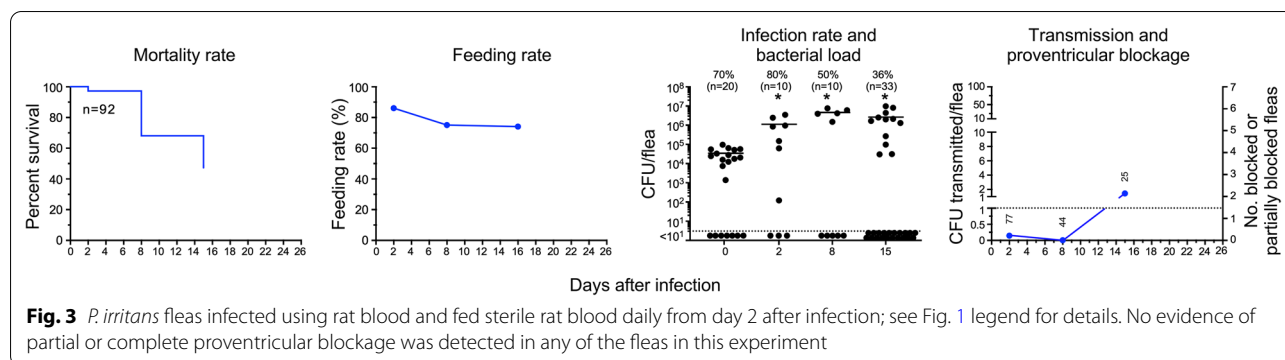 Mortality rate
Percent survival
100
80
60
40
20
0
n=92
0 2 4 6 8 10 12 14 16 18 20 22 24 26
Feeding rate
Feeding rate (%)
100
80
60
40
20
0
0 2 4 6 8 10 12 14 16 18 20 22 24 26
Infection rate and
bacterial load
70% 80% 50% 36%
(n=20) (n=10) (n=10) (n=33)
* * *
CFU/flea
10⁸
10⁷
10⁶
10⁵
10⁴
10³
10²
10¹
<10¹
0 2 8 15
Transmission and
proventricular blockage
CFU transmitted/flea
100
50
10
10
8
6
4
2
1
1
0.5
0
77
44
25
7
6
5
4
3
2
1
0
No. blocked or
partially blocked fleas
0 2 4 6 8 10 12 14 16 18 20 22 24 26
Days after infection
Fig. 3 P. irritans fleas infected using rat blood and fed sterile rat blood daily from day 2 after infection; see Fig. 1 legend for details. No evidence of
partial or complete proventricular blockage was detected in any of the fleas in this experiment